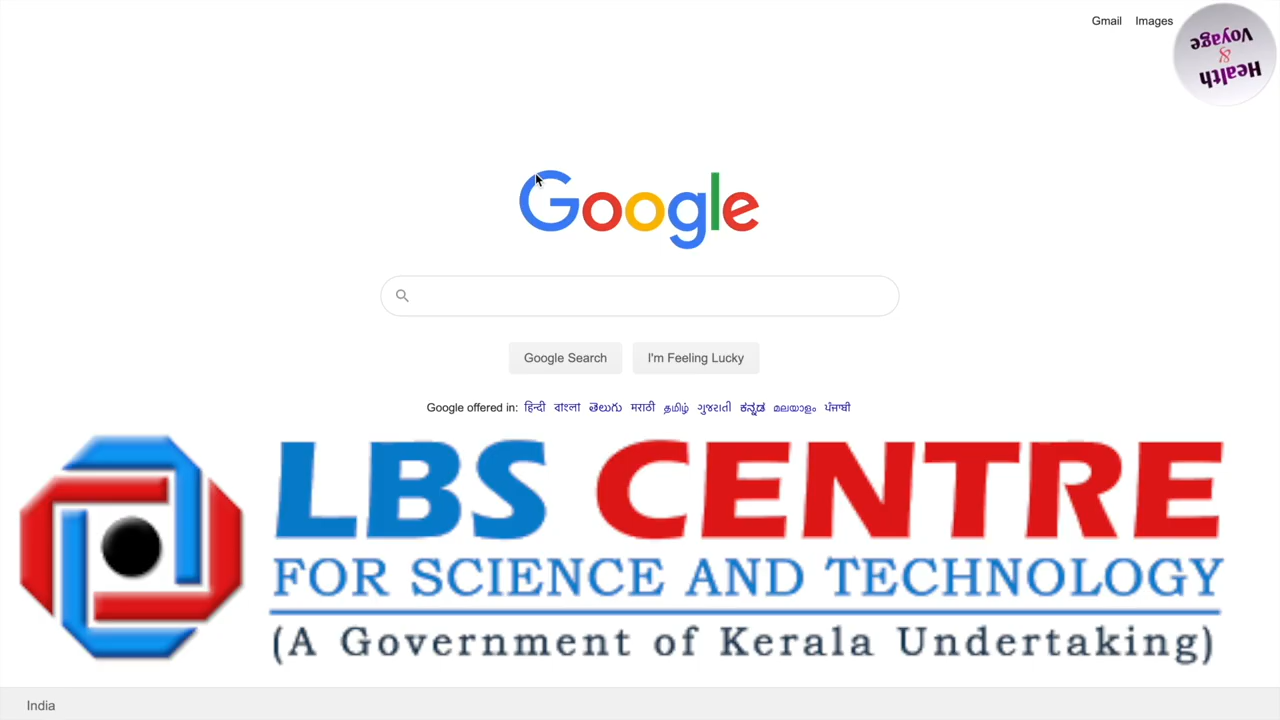 Gmail Images
Health
&
Voyage
Google
Google Search I'm Feeling Lucky
Google offered in: हिन्दी বাংলা తెలుగు मराठी தமிழ் ગુજરાતી ಕನ್ನಡ മലയാളം ਪੰਜਾਬੀ
LBS CENTRE
FOR SCIENCE AND TECHNOLOGY
(A Government of Kerala Undertaking)
India